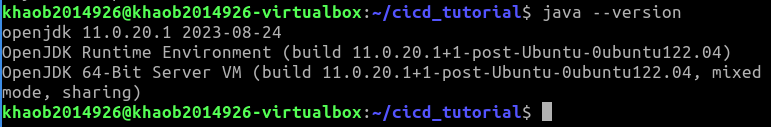 khaob2014926@khaob2014926-virtualbox:~/cicd_tutorial$ java --version
openjdk 11.0.20.1 2023-08-24
OpenJDK Runtime Environment (build 11.0.20.1+1-post-Ubuntu-0ubuntu122.04)
OpenJDK 64-Bit Server VM (build 11.0.20.1+1-post-Ubuntu-0ubuntu122.04, mixed
mode, sharing)
khaob2014926@khaob2014926-virtualbox:~/cicd_tutorial$